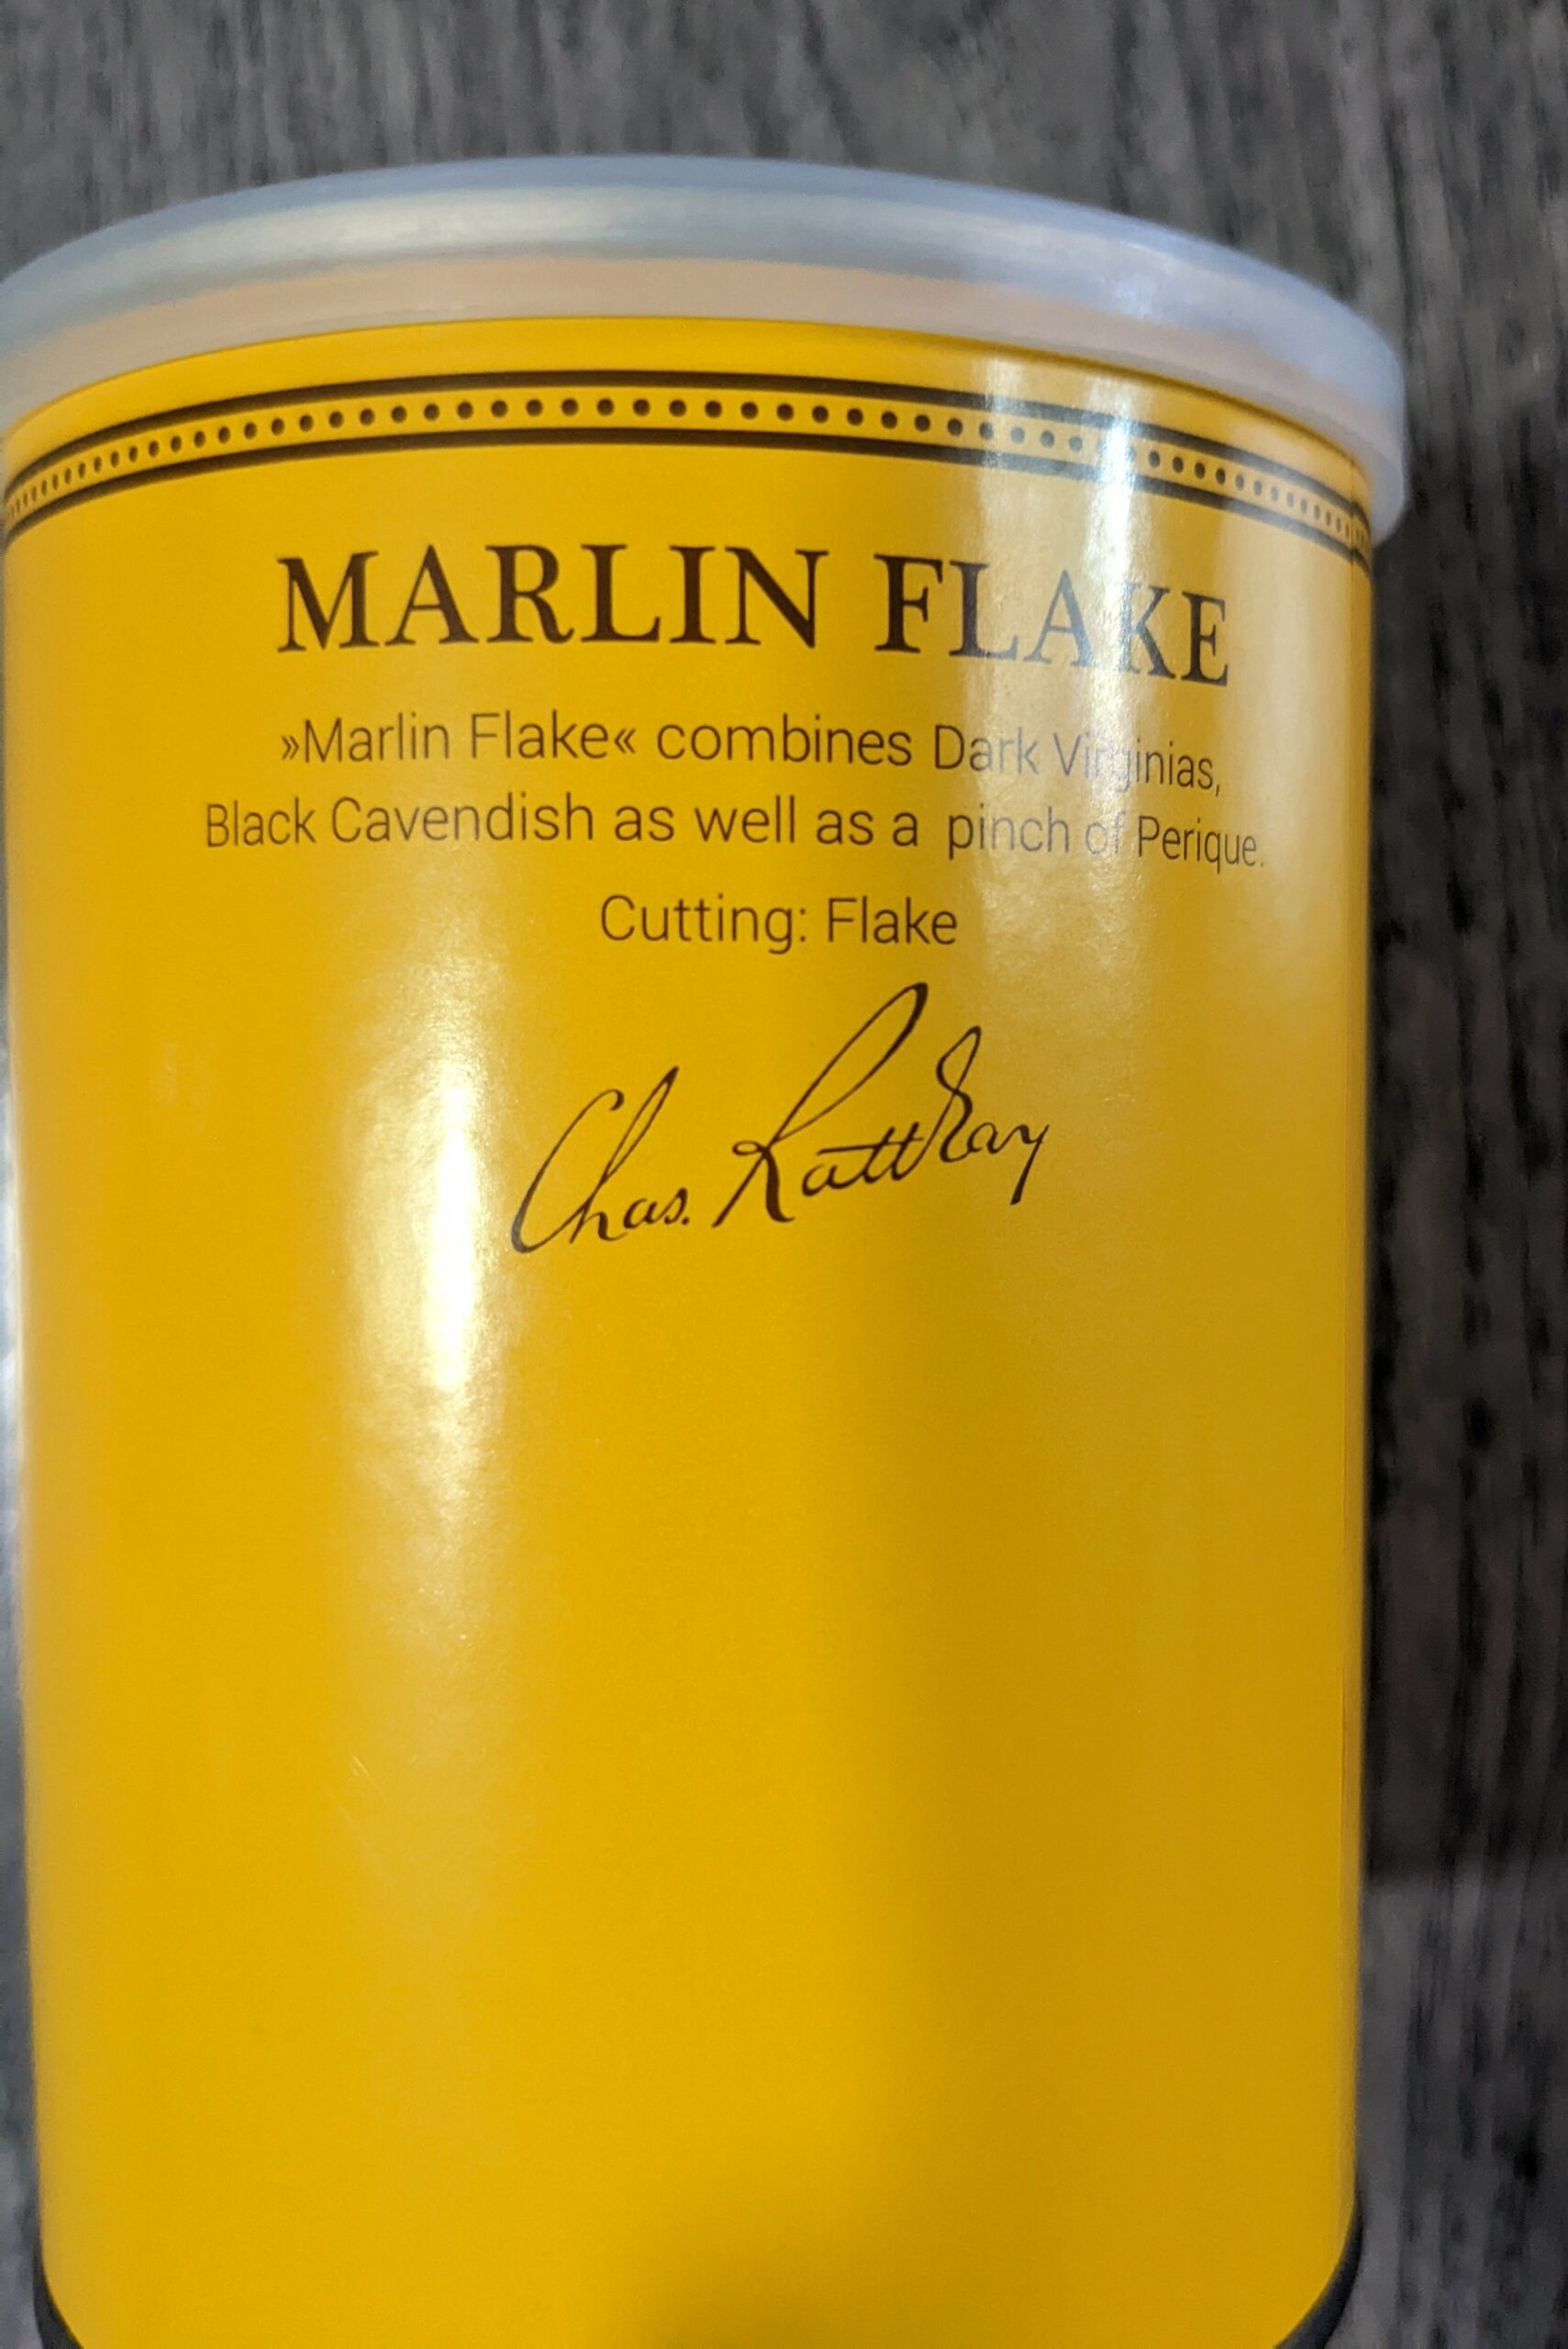 MARLIN FLAKE
»Marlin Flake« combines Dark Virginias,
Black Cavendish as well as a pinch of Perique.
Cutting: Flake
Chas. Rattray